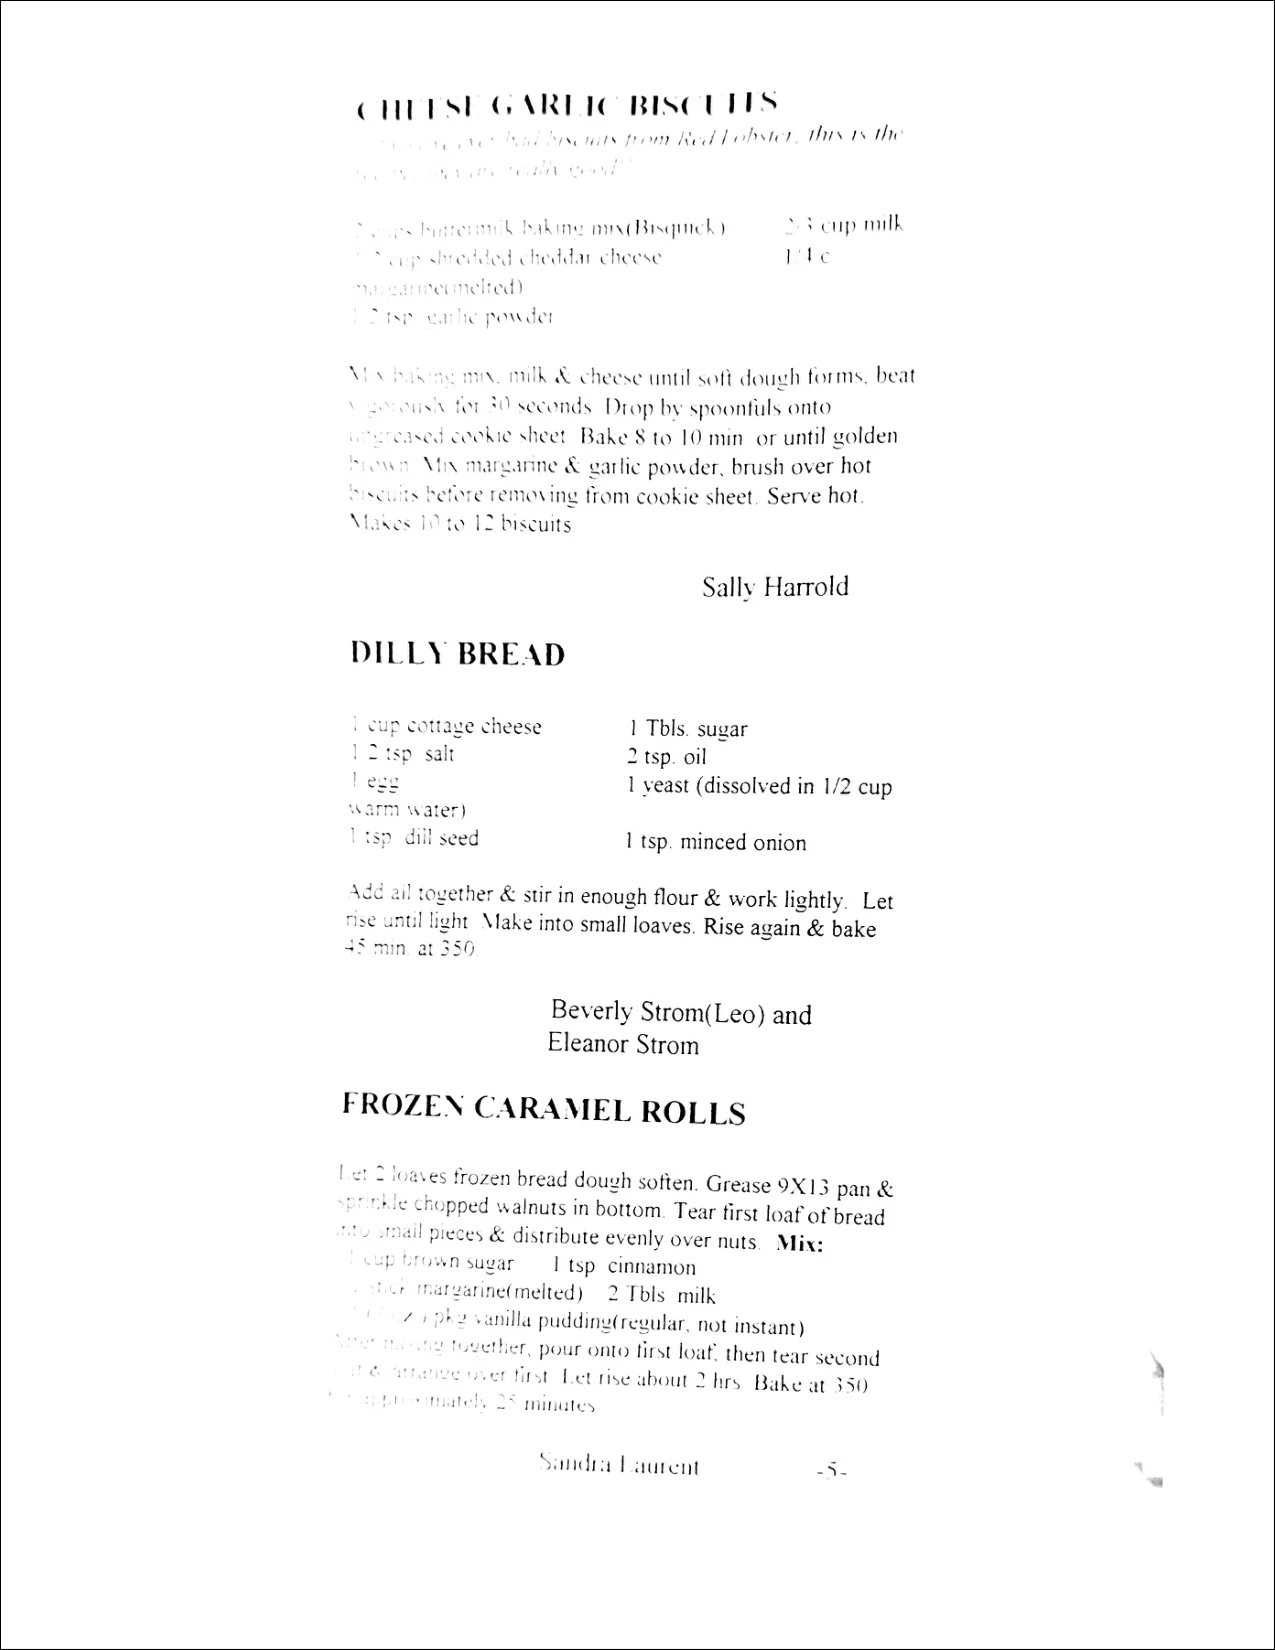 CHEESE GARLIC BISCUITS
had biscuits from Red Lobster, this is the
really good"
2 cups buttermilk baking mix(Bisquick) 2/3 cup milk
1/2 cup shredded cheddar cheese 1/4 c
margarine(melted)
1/2 tsp garlic powder
Mix baking mix, milk & cheese until soft dough forms, beat
vigorously for 30 seconds Drop by spoonfuls onto
ungreased cookie sheet Bake 8 to 10 min or until golden
brown Mix margarine & garlic powder, brush over hot
biscuits before removing from cookie sheet. Serve hot.
Makes 10 to 12 biscuits
Sally Harrold
DILLY BREAD
1 cup cottage cheese 1 Tbls. sugar
1/2 tsp salt 2 tsp. oil
1 egg 1 yeast (dissolved in 1/2 cup
warm water)
1 tsp dill seed 1 tsp. minced onion
Add all together & stir in enough flour & work lightly. Let
rise until light Make into small loaves. Rise again & bake
45 min. at 350.
Beverly Strom(Leo) and
Eleanor Strom
FROZEN CARAMEL ROLLS
Let 2 loaves frozen bread dough soften. Grease 9X13 pan &
sprinkle chopped walnuts in bottom. Tear first loaf of bread
into small pieces & distribute evenly over nuts. Mix:
cup brown sugar 1 tsp cinnamon
stick margarine(melted) 2 Tbls milk
pkg vanilla pudding(regular, not instant)
After mixing together, pour onto first loaf, then tear second
& arrange over first Let rise about 2 hrs Bake at 350
approximately 25 minutes
Sandra Laurent -5-